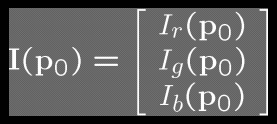 I(p₀) = [ I_r(p₀)
I_g(p₀)
I_b(p₀) ]